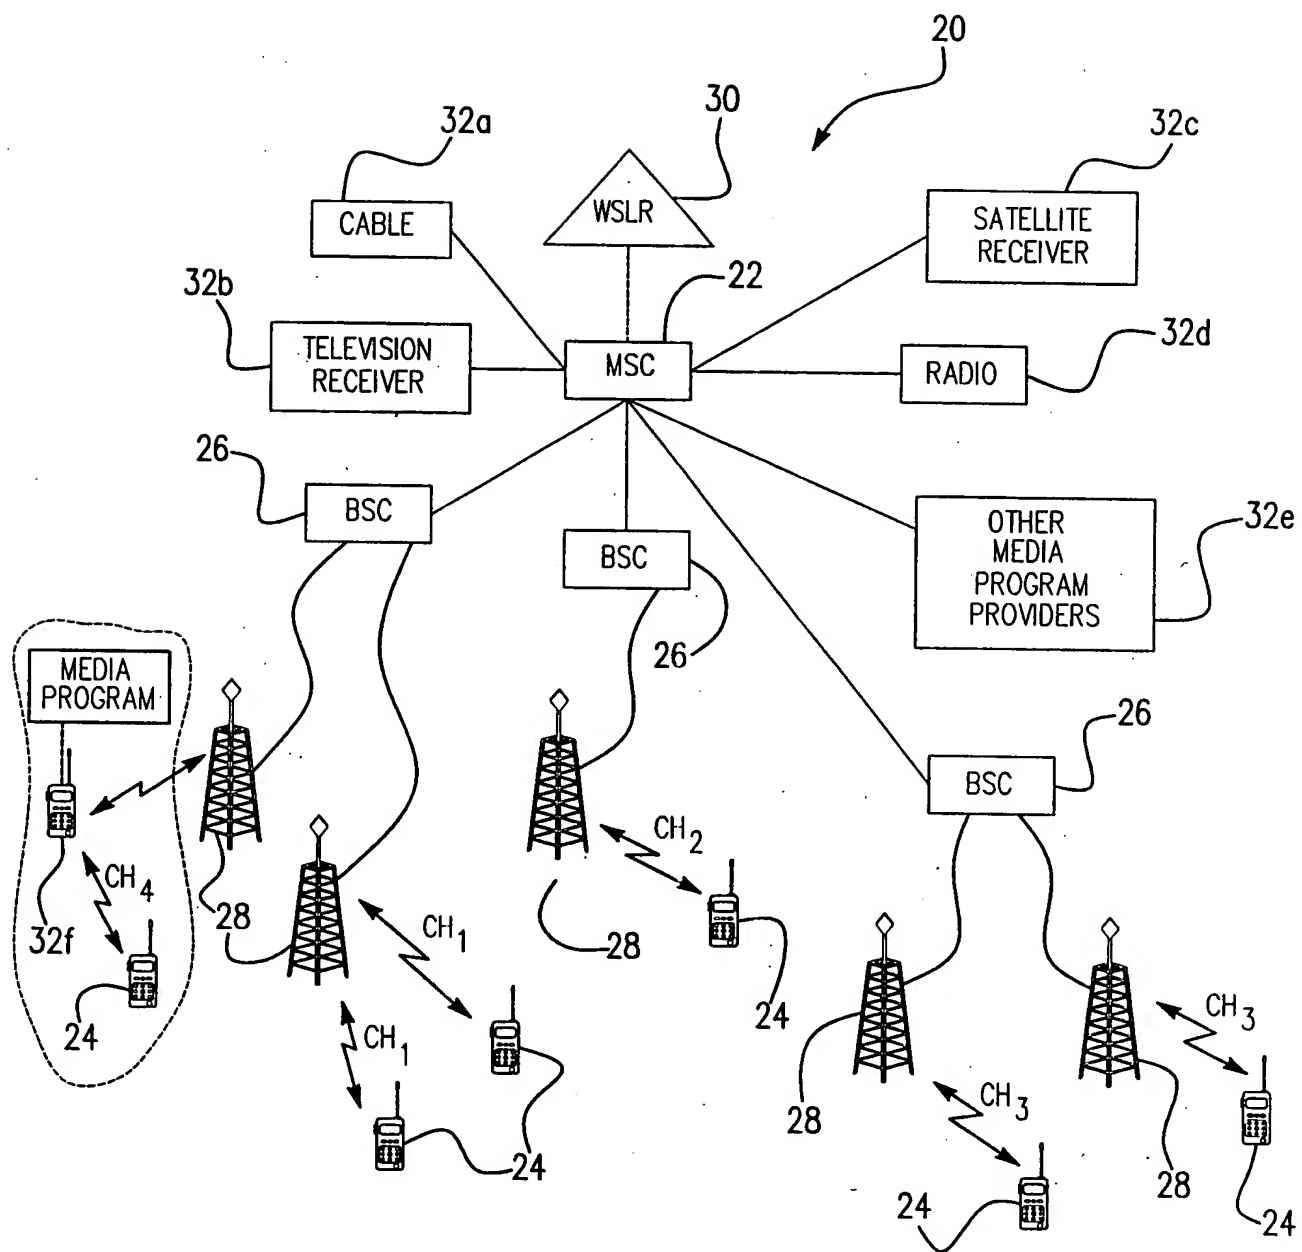 20
30
32a
32c
CABLE
WSLR
SATELLITE
RECEIVER
32b
22
32d
TELEVISION
RECEIVER
MSC
RADIO
26
BSC
BSC
OTHER
MEDIA
PROGRAM
PROVIDERS
32e
26
MEDIA
PROGRAM
26
BSC
CH2
CH4
32f
28
CH1
28
24
CH3
24
CH1
28
CH3
24
28
24
24